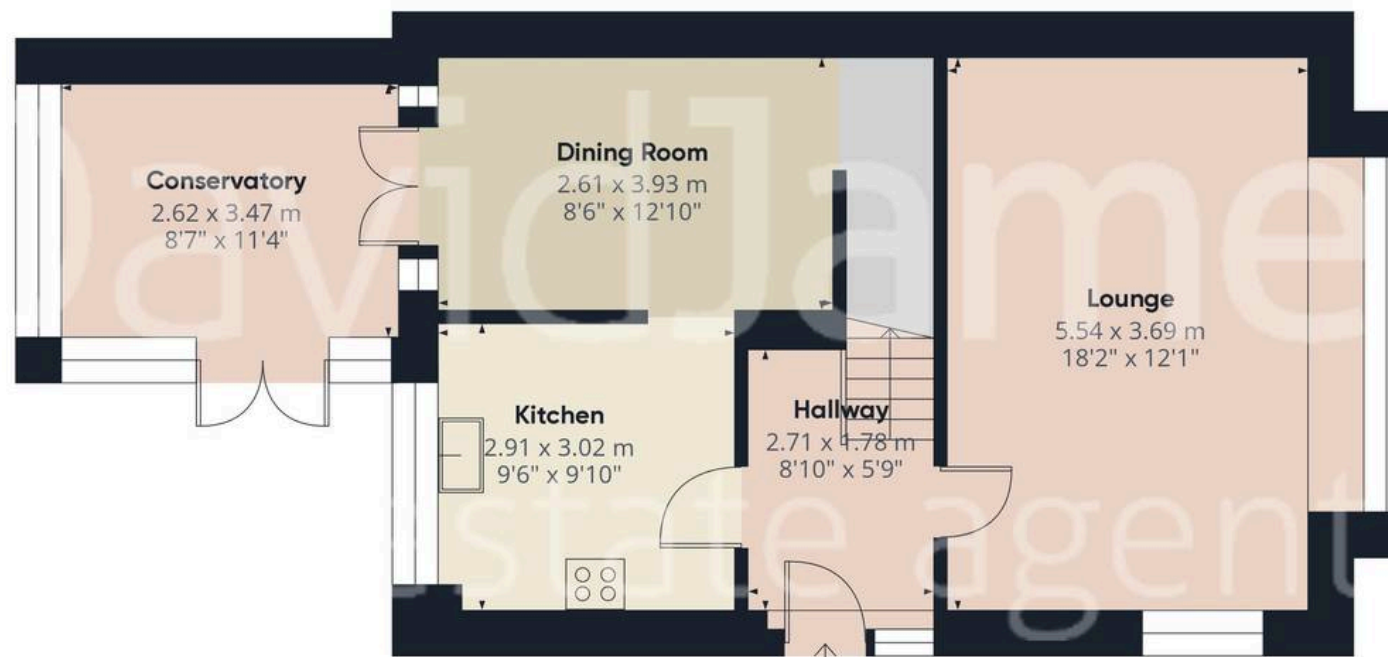 Conservatory
2.62 x 3.47 m
8'7" x 11'4"
Dining Room
2.61 x 3.93 m
8'6" x 12'10"
Lounge
5.54 x 3.69 m
18'2" x 12'1"
Kitchen
2.91 x 3.02 m
9'6" x 9'10"
Hallway
2.71 x 1.78 m
8'10" x 5'9"
DavidJame
estate agent